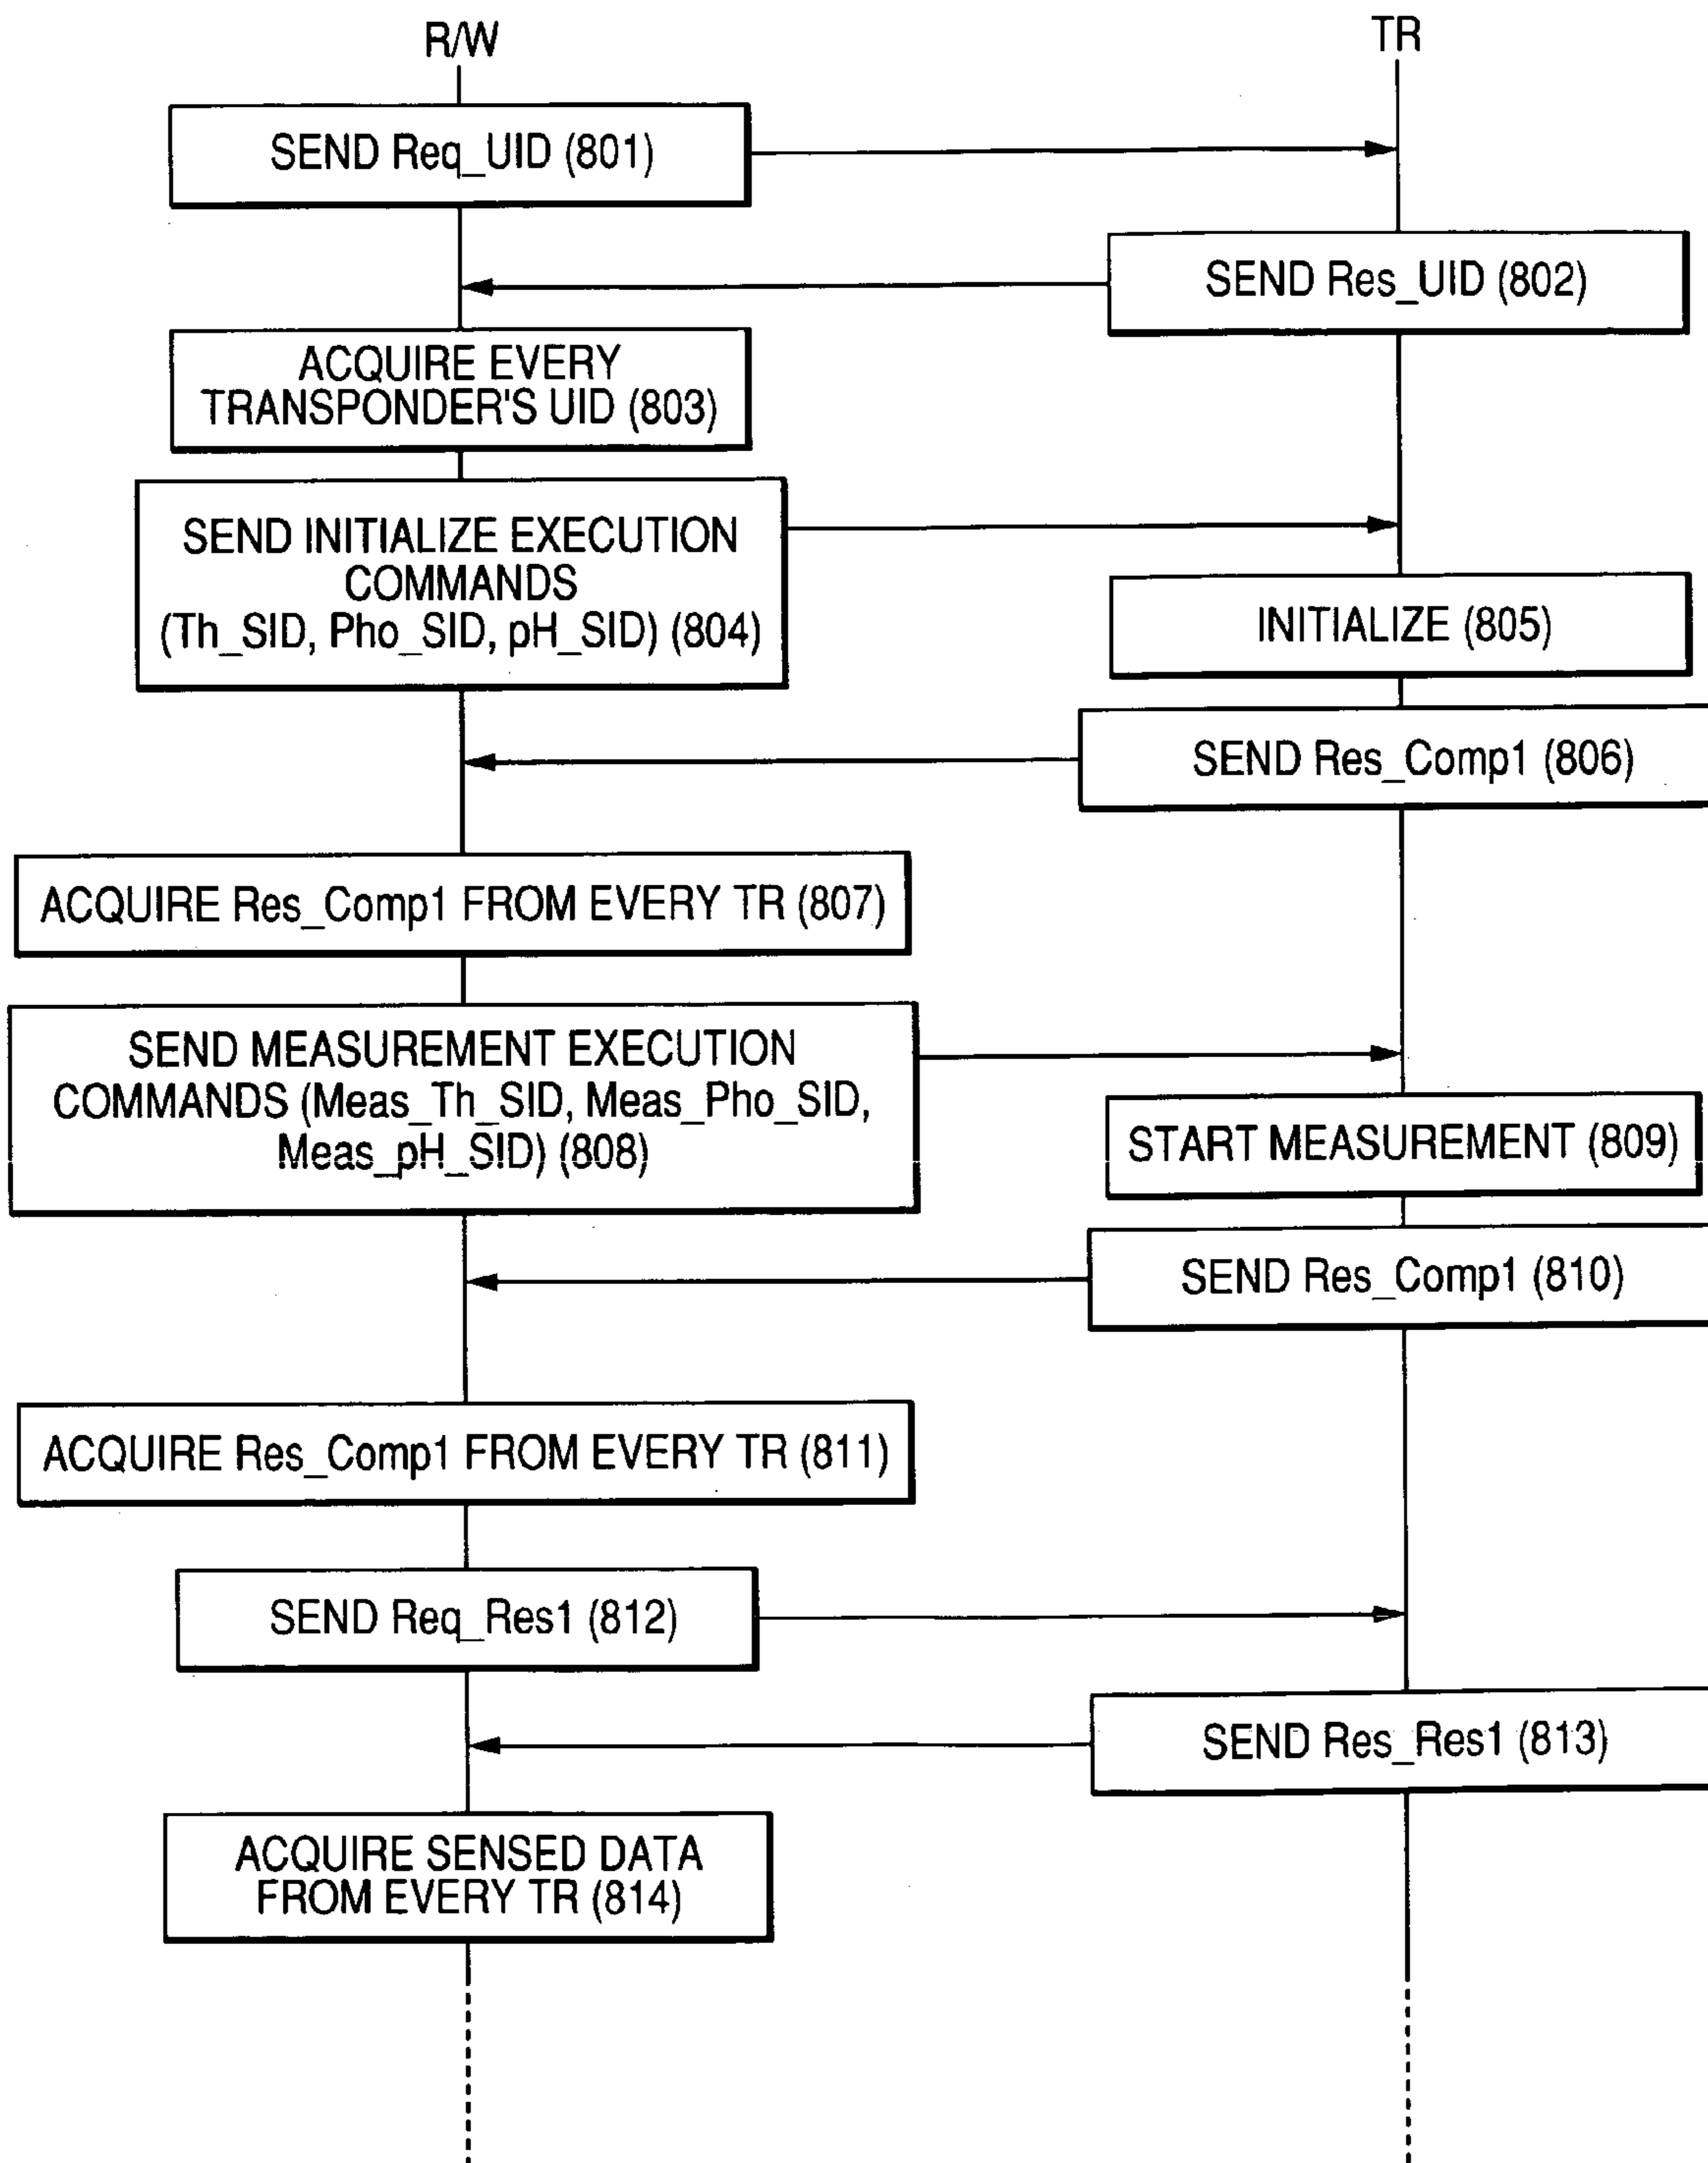 R/W
TR
SEND Req_UID (801)
SEND Res_UID (802)
ACQUIRE EVERY
TRANSPONDER'S UID (803)
SEND INITIALIZE EXECUTION
COMMANDS
(Th_SID, Pho_SID, pH_SID) (804)
INITIALIZE (805)
SEND Res_Comp1 (806)
ACQUIRE Res_Comp1 FROM EVERY TR (807)
SEND MEASUREMENT EXECUTION
COMMANDS (Meas_Th_SID, Meas_Pho_SID,
Meas_pH_SID) (808)
START MEASUREMENT (809)
SEND Res_Comp1 (810)
ACQUIRE Res_Comp1 FROM EVERY TR (811)
SEND Req_Res1 (812)
SEND Res_Res1 (813)
ACQUIRE SENSED DATA
FROM EVERY TR (814)